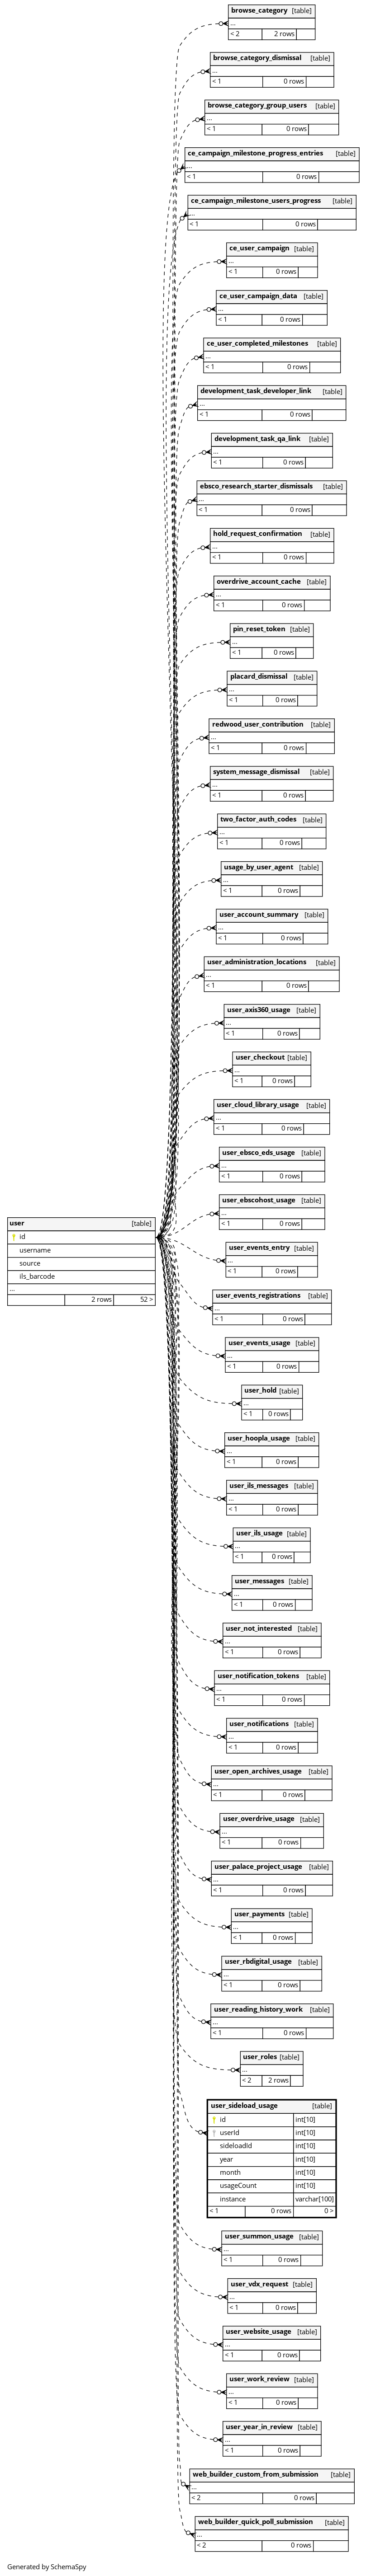 browse_category [table]
...
< 2 2 rows
browse_category_dismissal [table]
...
< 1 0 rows
browse_category_group_users [table]
...
< 1 0 rows
ce_campaign_milestone_progress_entries [table]
...
< 1 0 rows
ce_campaign_milestone_users_progress [table]
...
< 1 0 rows
ce_user_campaign [table]
...
< 1 0 rows
ce_user_campaign_data [table]
...
< 1 0 rows
ce_user_completed_milestones [table]
...
< 1 0 rows
development_task_developer_link [table]
...
< 1 0 rows
development_task_qa_link [table]
...
< 1 0 rows
ebsco_research_starter_dismissals [table]
...
< 1 0 rows
hold_request_confirmation [table]
...
< 1 0 rows
overdrive_account_cache [table]
...
< 1 0 rows
pin_reset_token [table]
...
< 1 0 rows
placard_dismissal [table]
...
< 1 0 rows
redwood_user_contribution [table]
...
< 1 0 rows
system_message_dismissal [table]
...
< 1 0 rows
two_factor_auth_codes [table]
...
< 1 0 rows
usage_by_user_agent [table]
...
< 1 0 rows
user_account_summary [table]
...
< 1 0 rows
user_administration_locations [table]
...
< 1 0 rows
user_axis360_usage [table]
...
< 1 0 rows
user_checkout [table]
...
< 1 0 rows
user_cloud_library_usage [table]
...
< 1 0 rows
user_ebsco_eds_usage [table]
...
< 1 0 rows
user_ebscohost_usage [table]
...
< 1 0 rows
user [table]
id
username
source
ils_barcode
...
2 rows 52 >
user_events_entry [table]
...
< 1 0 rows
user_events_registrations [table]
...
< 1 0 rows
user_events_usage [table]
...
< 1 0 rows
user_hold [table]
...
< 1 0 rows
user_hoopla_usage [table]
...
< 1 0 rows
user_ils_messages [table]
...
< 1 0 rows
user_ils_usage [table]
...
< 1 0 rows
user_messages [table]
...
< 1 0 rows
user_not_interested [table]
...
< 1 0 rows
user_notification_tokens [table]
...
< 1 0 rows
user_notifications [table]
...
< 1 0 rows
user_open_archives_usage [table]
...
< 1 0 rows
user_overdrive_usage [table]
...
< 1 0 rows
user_palace_project_usage [table]
...
< 1 0 rows
user_payments [table]
...
< 1 0 rows
user_rbdigital_usage [table]
...
< 1 0 rows
user_reading_history_work [table]
...
< 1 0 rows
user_roles [table]
...
< 2 2 rows
user_sideload_usage [table]
id int[10]
userId int[10]
sideloadId int[10]
year int[10]
month int[10]
usageCount int[10]
instance varchar[100]
< 1 0 rows 0 >
user_summon_usage [table]
...
< 1 0 rows
user_vdx_request [table]
...
< 1 0 rows
user_website_usage [table]
...
< 1 0 rows
user_work_review [table]
...
< 1 0 rows
user_year_in_review [table]
...
< 1 0 rows
web_builder_custom_from_submission [table]
...
< 2 0 rows
web_builder_quick_poll_submission [table]
...
< 2 0 rows
Generated by SchemaSpy